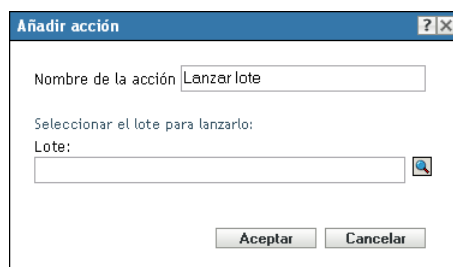 Añadir acción ? X
Nombre de la acción Lanzar lote
Seleccionar el lote para lanzarlo:
Lote:
Aceptar Cancelar